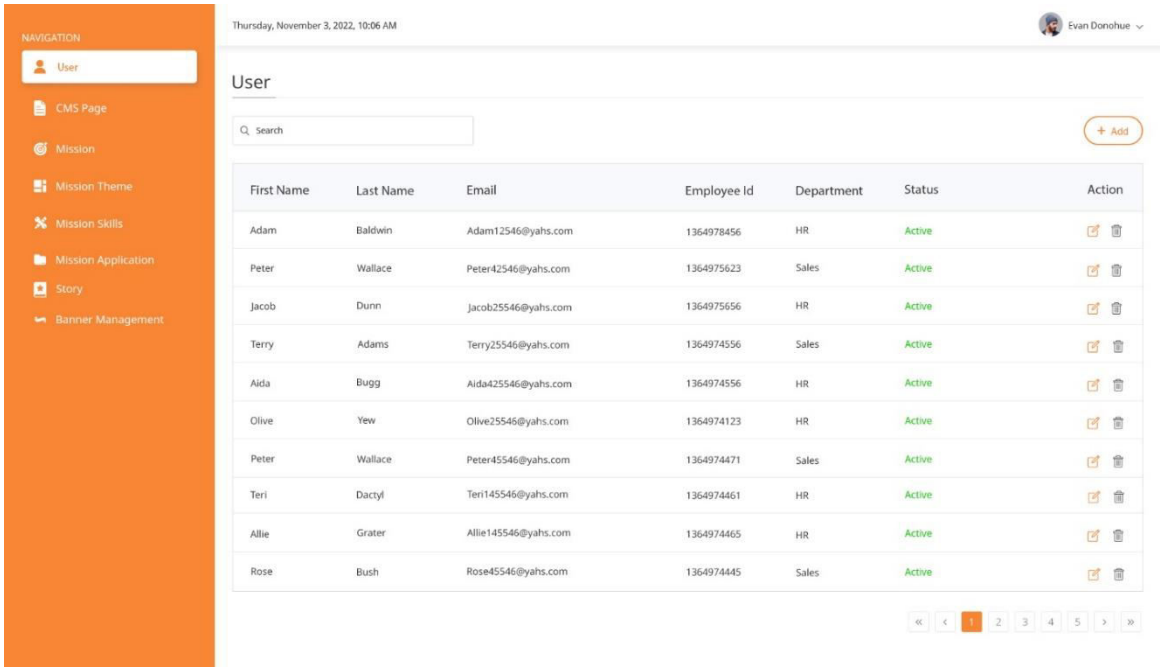 NAVIGATION
User
CMS Page
Mission
Mission Theme
Mission Skills
Mission Application
Story
Banner Management
Thursday, November 3, 2022, 10:06 AM
Evan Donohue
User
Search
+ Add
First Name Last Name Email Employee Id Department Status Action
Adam Baldwin Adam12546@yahs.com 1364978456 HR Active
Peter Wallace Peter42546@yahs.com 1364975623 Sales Active
Jacob Dunn Jacob25546@yahs.com 1364975656 HR Active
Terry Adams Terry25546@yahs.com 1364974556 Sales Active
Aida Bugg Aida425546@yahs.com 1364974556 HR Active
Olive Yew Olive25546@yahs.com 1364974123 HR Active
Peter Wallace Peter45546@yahs.com 1364974471 Sales Active
Teri Dactyl Teri145546@yahs.com 1364974461 HR Active
Allie Grater Allie145546@yahs.com 1364974465 HR Active
Rose Bush Rose45546@yahs.com 1364974445 Sales Active
« < 1 2 3 4 5 > »